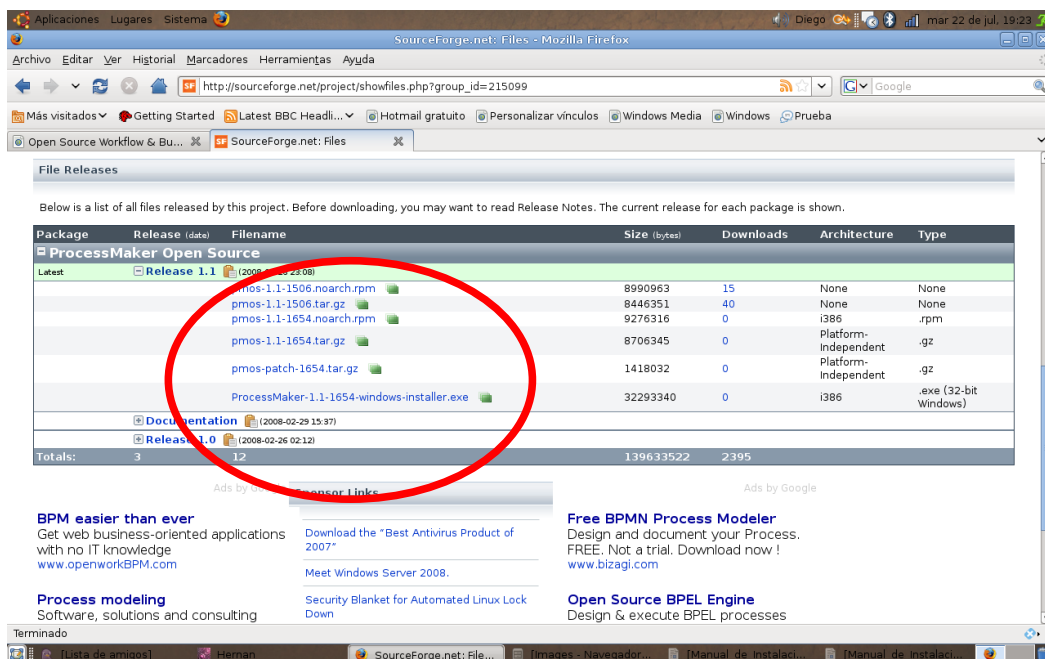 Aplicaciones Lugares Sistema Diego mar 22 de jul, 19:23
SourceForge.net: Files - Mozilla Firefox
Archivo Editar Ver Historial Marcadores Herramientas Ayuda
SF http://sourceforge.net/project/showfiles.php?group_id=215099 G Google
Más visitados Getting Started Latest BBC Headli... Hotmail gratuito Personalizar vínculos Windows Media Windows Prueba
Open Source Workflow & Bu... SF SourceForge.net: Files
File Releases
Below is a list of all files released by this project. Before downloading, you may want to read Release Notes. The current release for each package is shown.
Package Release (date) Filename Size (bytes) Downloads Architecture Type
ProcessMaker Open Source
Latest Release 1.1 23:08)
pmos-1.1-1506.noarch.rpm 8990963 15 None None
pmos-1.1-1506.tar.gz 8446351 40 None None
pmos-1.1-1654.noarch.rpm 9276316 0 i386 .rpm
pmos-1.1-1654.tar.gz 8706345 0 Platform-Independent .gz
pmos-patch-1654.tar.gz 1418032 0 Platform-Independent .gz
ProcessMaker-1.1-1654-windows-installer.exe 32293340 0 i386 .exe (32-bit Windows)
Documentation (2008-02-29 15:37)
Release 1.0 (2008-02-26 02:12)
Totals: 3 12 139633522 2395
Ads by Google
Sponsor Links
Ads by Google
BPM easier than ever
Get web business-oriented applications
with no IT knowledge
www.openworkBPM.com
Process modeling
Software, solutions and consulting
Download the "Best Antivirus Product of
2007"
Meet Windows Server 2008.
Security Blanket for Automated Linux Lock
Down
Free BPMN Process Modeler
Design and document your Process.
FREE. Not a trial. Download now !
www.bizagi.com
Open Source BPEL Engine
Design & execute BPEL processes
Terminado
[Lista de amigos] Hernan SourceForge.net: File... [Images - Navegador... [Manual de Instalaci... [Manual de Instalaci...